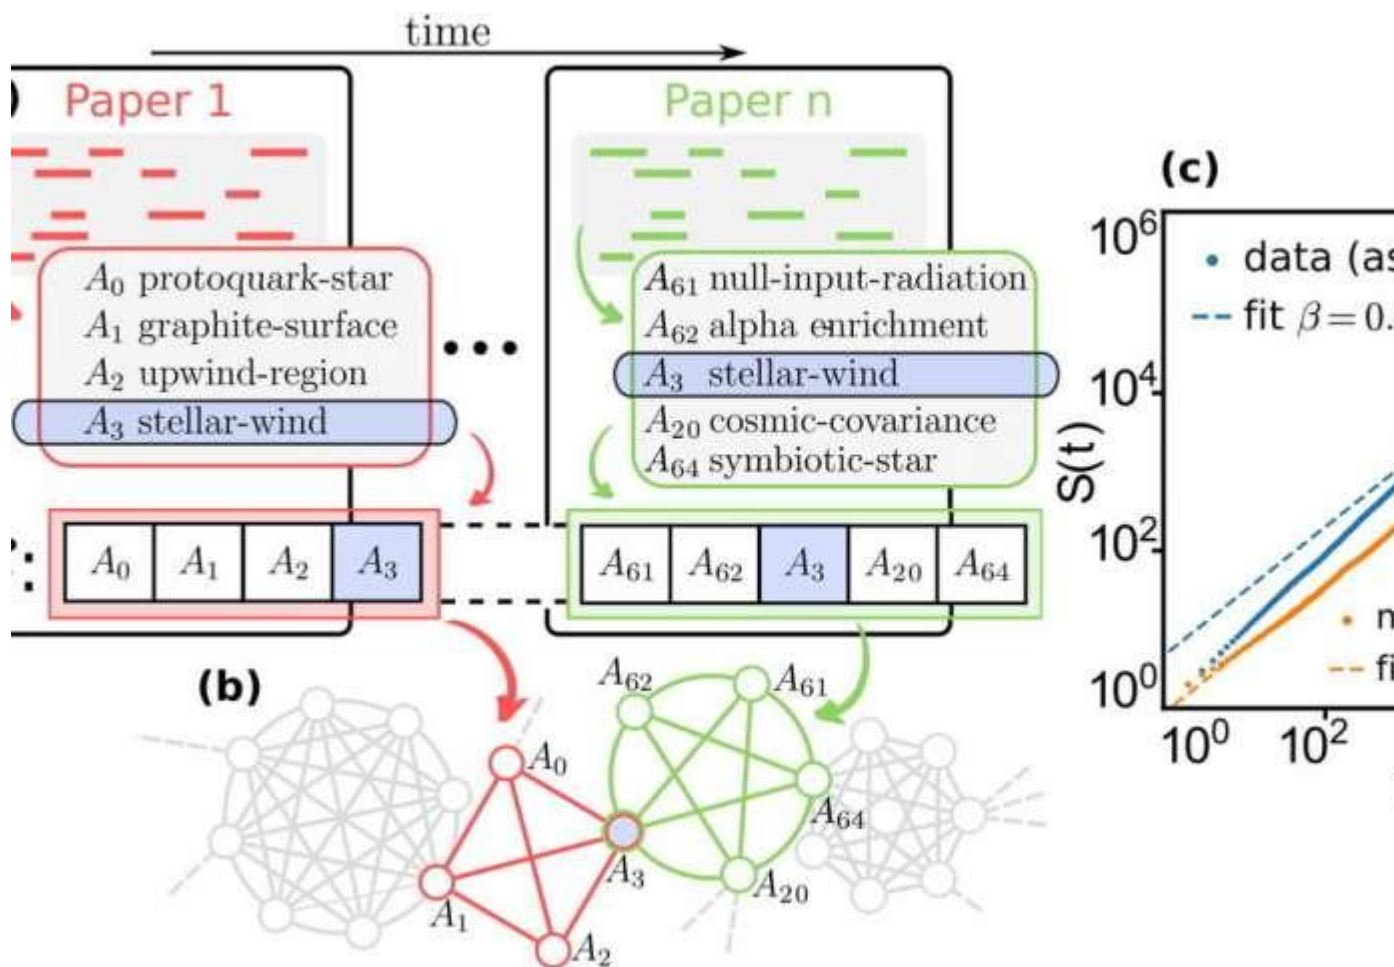 time
Paper 1
Paper n
A0 protoquark-star
A1 graphite-surface
A2 upwind-region
A3 stellar-wind
A61 null-input-radiation
A62 alpha enrichment
A3 stellar-wind
A20 cosmic-covariance
A64 symbiotic-star
A0 A1 A2 A3
A61 A62 A3 A20 A64
(b)
A62
A61
A0
A64
A3
A20
A1
A2
(c)
10^6
data (as
fit β=0.
10^4
S(t)
10^2
10^0
10^0 10^2